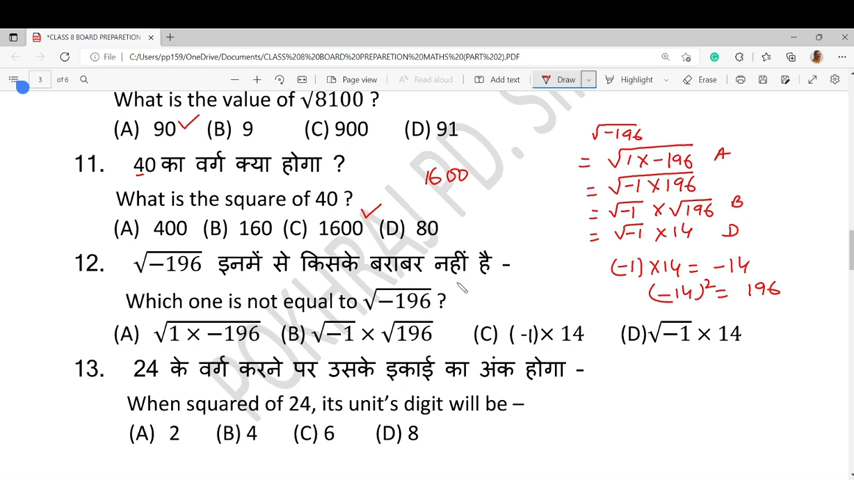 *CLASS 8 BOARD PREPARETION M
File
C:/Users/pp159/OneDrive/Documents/CLASS%208%20BOARD%20PREPARETION%20MATHS%20(PART%202).PDF
3 of 6
Page view
Read aloud
Add text
Draw
Highlight
Erase
What is the value of √8100 ?
(A) 90 ✓ (B) 9 (C) 900 (D) 91
11. 40 का वर्ग क्या होगा ?
1600
What is the square of 40 ?
(A) 400 (B) 160 (C) 1600 ✓ (D) 80
12. √−196 इनमें से किसके बराबर नहीं है -
Which one is not equal to √−196 ?
(A) √1 × −196 (B) √−1 × √196 (C) ( -1)× 14 (D)√−1 × 14
13. 24 के वर्ग करने पर उसके इकाई का अंक होगा -
When squared of 24, its unit's digit will be –
(A) 2 (B) 4 (C) 6 (D) 8
√-196
= √1 x -196 A
= √-1 x 196
= √-1 x √196 B
= √-1 x 14 D
(-1) x 14 = -14
(-14)² = 196
POKHRAJ PD. SI